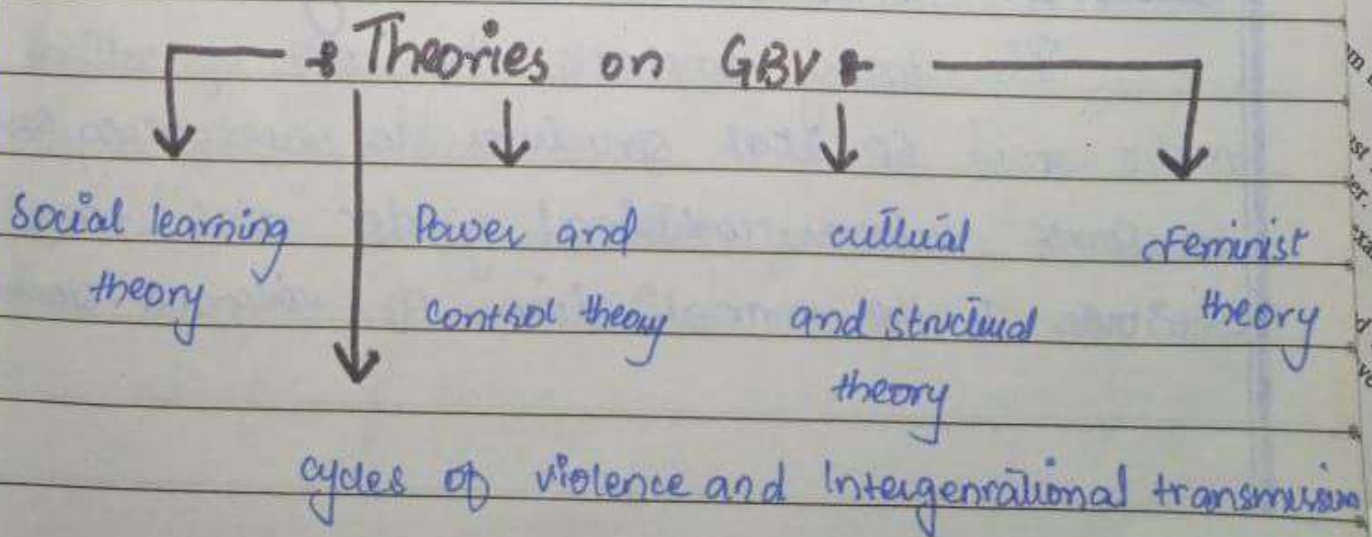 Theories on GBV
Social learning Power and cultural Feminist
theory control theory and structural theory
theory
cycles of violence and Intergenrational transmission